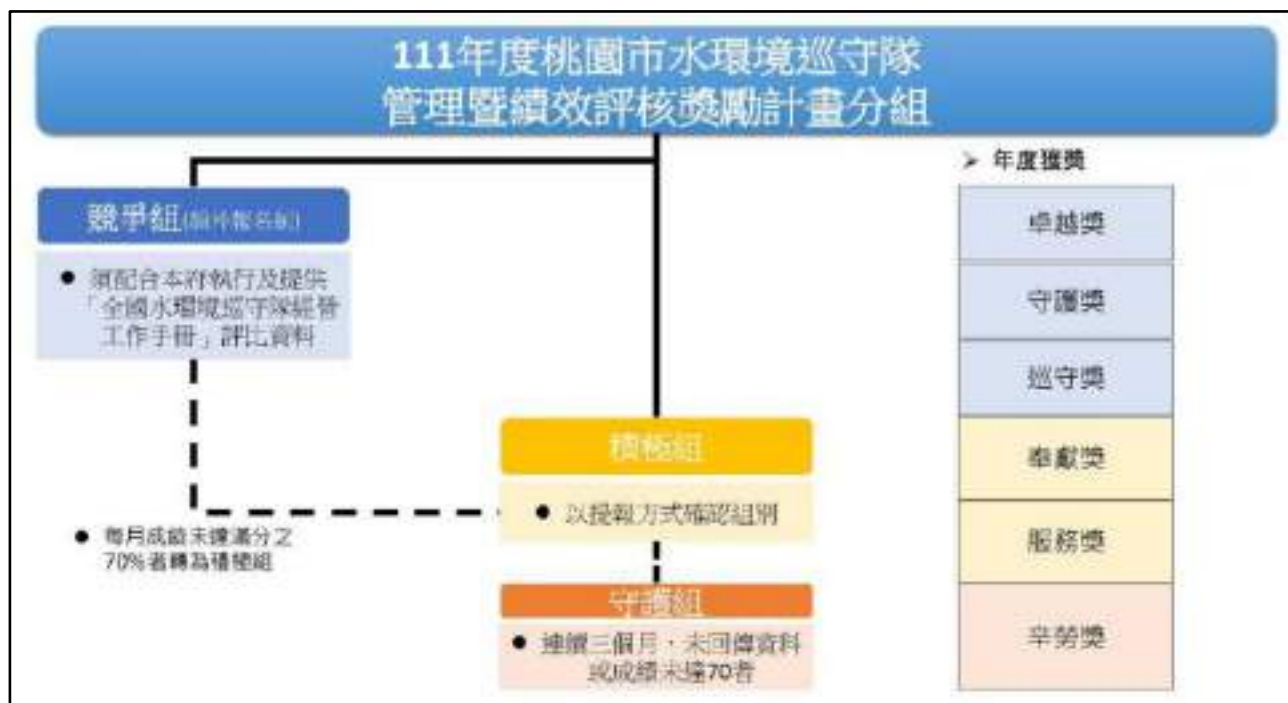 111年度桃園市水環境巡守隊
管理暨績效評核獎勵計畫分組
競爭組
● 須配合本府執行及提供
「全國水環境巡守隊經營
工作手冊」評比資料
● 每月成績未達滿分之
70%者轉為積極組
積極組
● 以提報方式確認組別
守護組
● 連續三個月,未回傳資料
或成績未達70者
➢ 年度獲獎
卓越獎
守護獎
巡守獎
奉獻獎
服務獎
辛勞獎